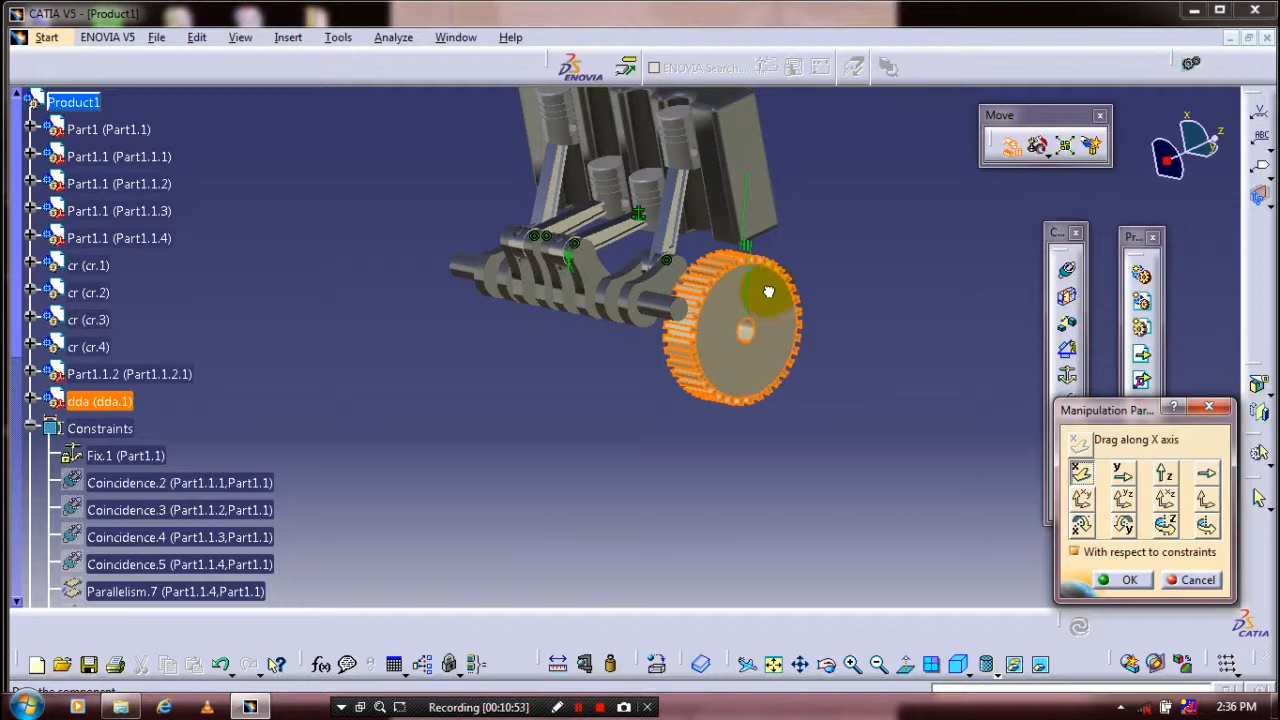 CATIA V5 - [Product1]
Start ENOVIA V5 File Edit View Insert Tools Analyze Window Help
ENOVIA
ENOVIA Search...
Product1
Part1 (Part1.1)
Part1.1 (Part1.1.1)
Part1.1 (Part1.1.2)
Part1.1 (Part1.1.3)
Part1.1 (Part1.1.4)
cr (cr.1)
cr (cr.2)
cr (cr.3)
cr (cr.4)
Part1.1.2 (Part1.1.2.1)
dda (dda.1)
Constraints
Fix.1 (Part1.1)
Coincidence.2 (Part1.1.1,Part1.1)
Coincidence.3 (Part1.1.2,Part1.1)
Coincidence.4 (Part1.1.3,Part1.1)
Coincidence.5 (Part1.1.4,Part1.1)
Parallelism.7 (Part1.1.4,Part1.1)
Move
x
z
C...
Pr...
ABC
Manipulation Par...
Drag along X axis
With respect to constraints
OK Cancel
CATIA
f(x)
the component
Recording [00:10:53]
2:36 PM